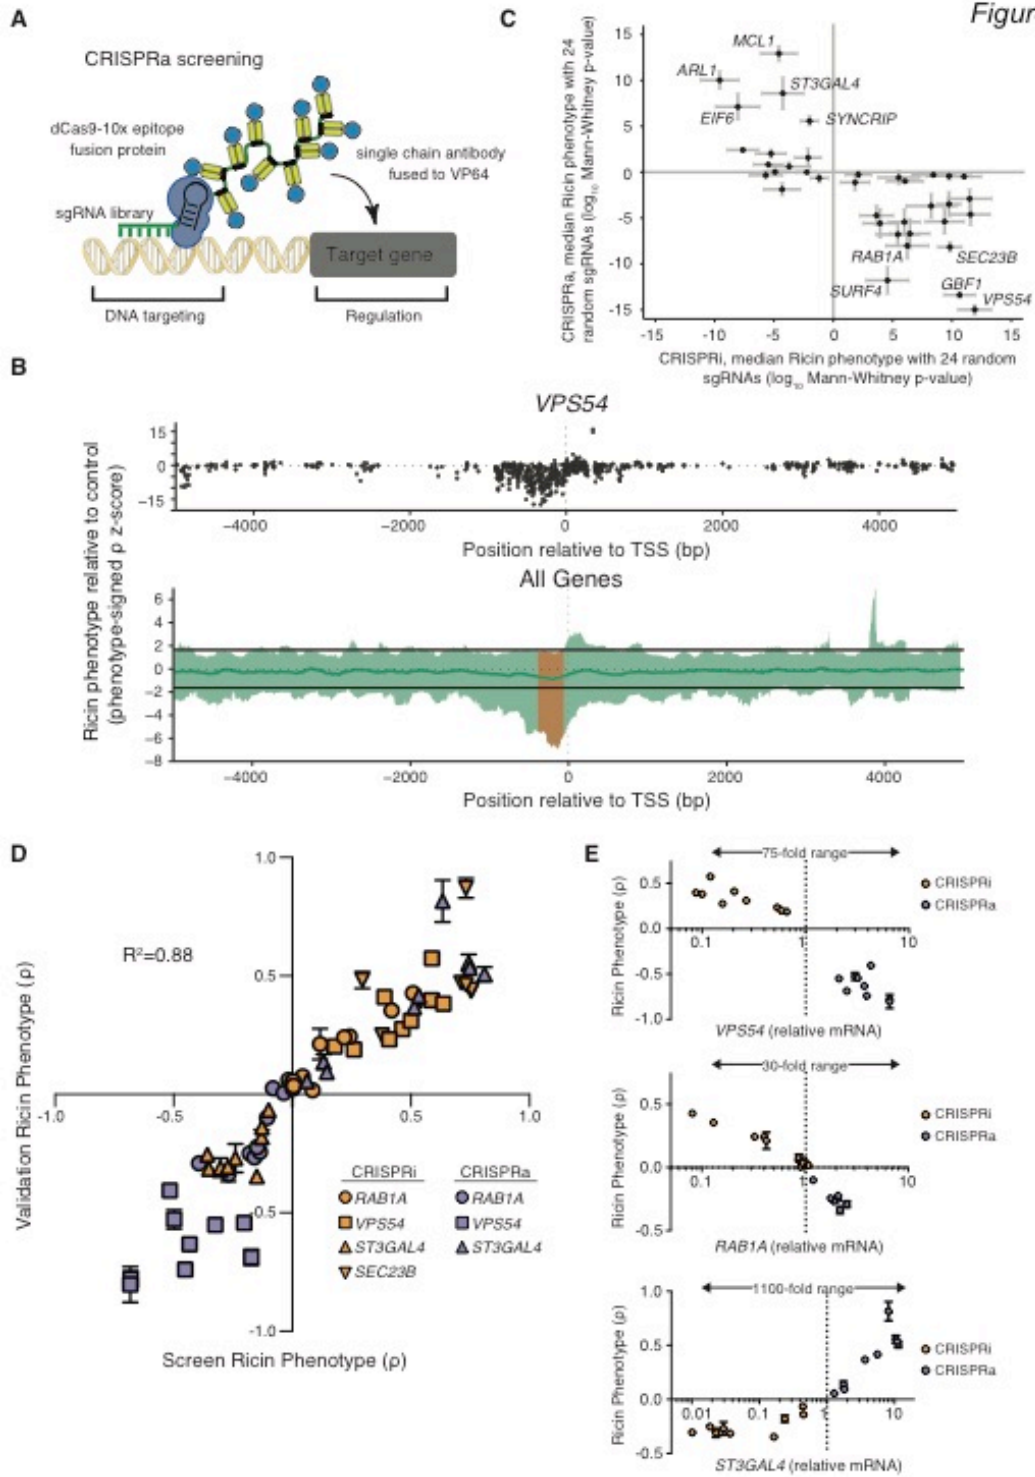 A
CRISPRa screening
dCas9-10x epitope
fusion protein
single chain antibody
fused to VP64
sgRNA library
Target gene
DNA targeting
Regulation
C
Figur
CRISPRa, median Ricin phenotype with 24
random sgRNAs (log10 Mann-Whitney p-value)
15
10
5
0
-5
-10
-15
MCL1
ARL1
ST3GAL4
EIF6
SYNCRIP
RAB1A
SEC23B
SURF4
GBF1
VPS54
-15
-10
-5
0
5
10
15
CRISPRi, median Ricin phenotype with 24 random
sgRNAs (log10 Mann-Whitney p-value)
B
VPS54
Ricin phenotype relative to control
(phenotype-signed ρ z-score)
15
0
−15
−4000
−2000
0
2000
4000
Position relative to TSS (bp)
All Genes
6
4
2
0
−2
−4
−6
−8
−4000
−2000
0
2000
4000
Position relative to TSS (bp)
D
Validation Ricin Phenotype (ρ)
1.0
R²=0.88
0.5
-1.0
-0.5
0.5
1.0
-0.5
-1.0
CRISPRi
CRISPRa
RAB1A
RAB1A
VPS54
VPS54
ST3GAL4
ST3GAL4
SEC23B
Screen Ricin Phenotype (ρ)
E
75-fold range
Ricin Phenotype (ρ)
0.5
0.0
-0.5
-1.0
0.1
1
10
CRISPRi
CRISPRa
VPS54 (relative mRNA)
30-fold range
Ricin Phenotype (ρ)
0.5
0.0
-0.5
0.1
1
10
CRISPRi
CRISPRa
RAB1A (relative mRNA)
1100-fold range
Ricin Phenotype (ρ)
1.0
0.5
0.0
-0.5
0.01
0.1
1
10
CRISPRi
CRISPRa
ST3GAL4 (relative mRNA)